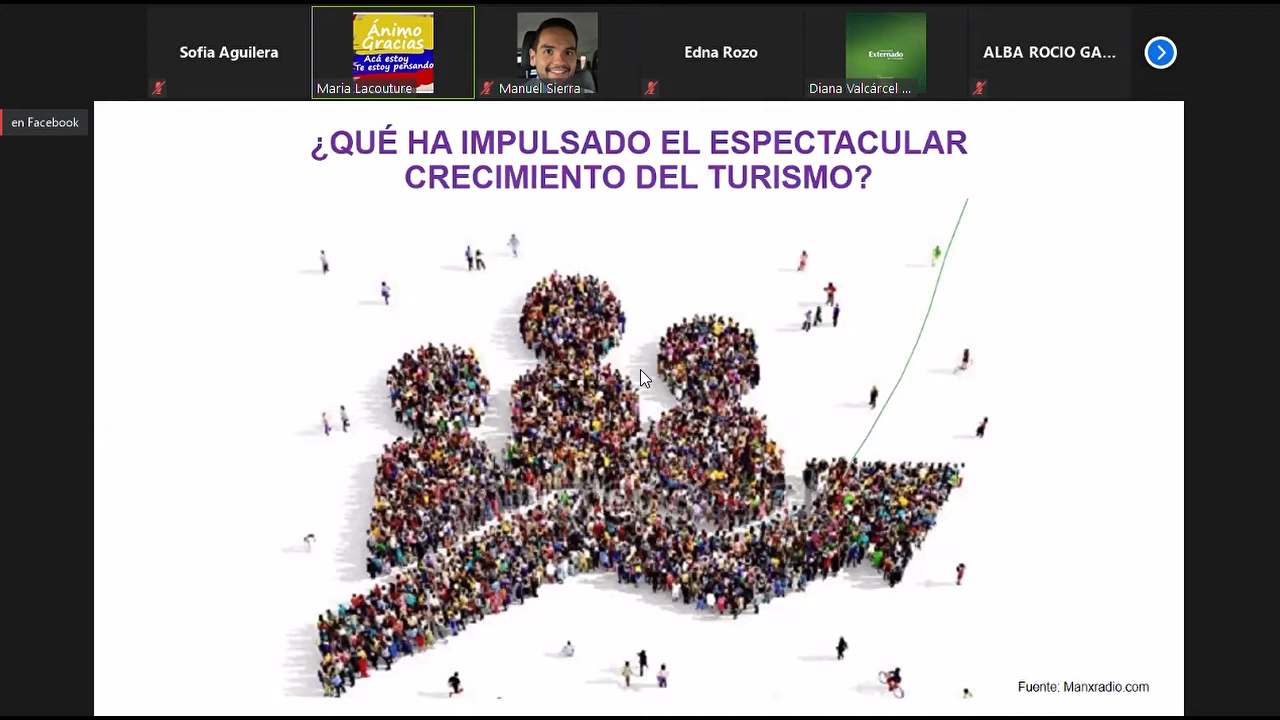 Sofia Aguilera
Ánimo
Gracias
Acá estoy
Te estoy pensando
Maria Lacouture
Manuel Sierra
Edna Rozo
Externado
Diana Valcárcel ...
ALBA ROCIO GA...
en Facebook
¿QUÉ HA IMPULSADO EL ESPECTACULAR
CRECIMIENTO DEL TURISMO?
Fuente: Manxradio.com